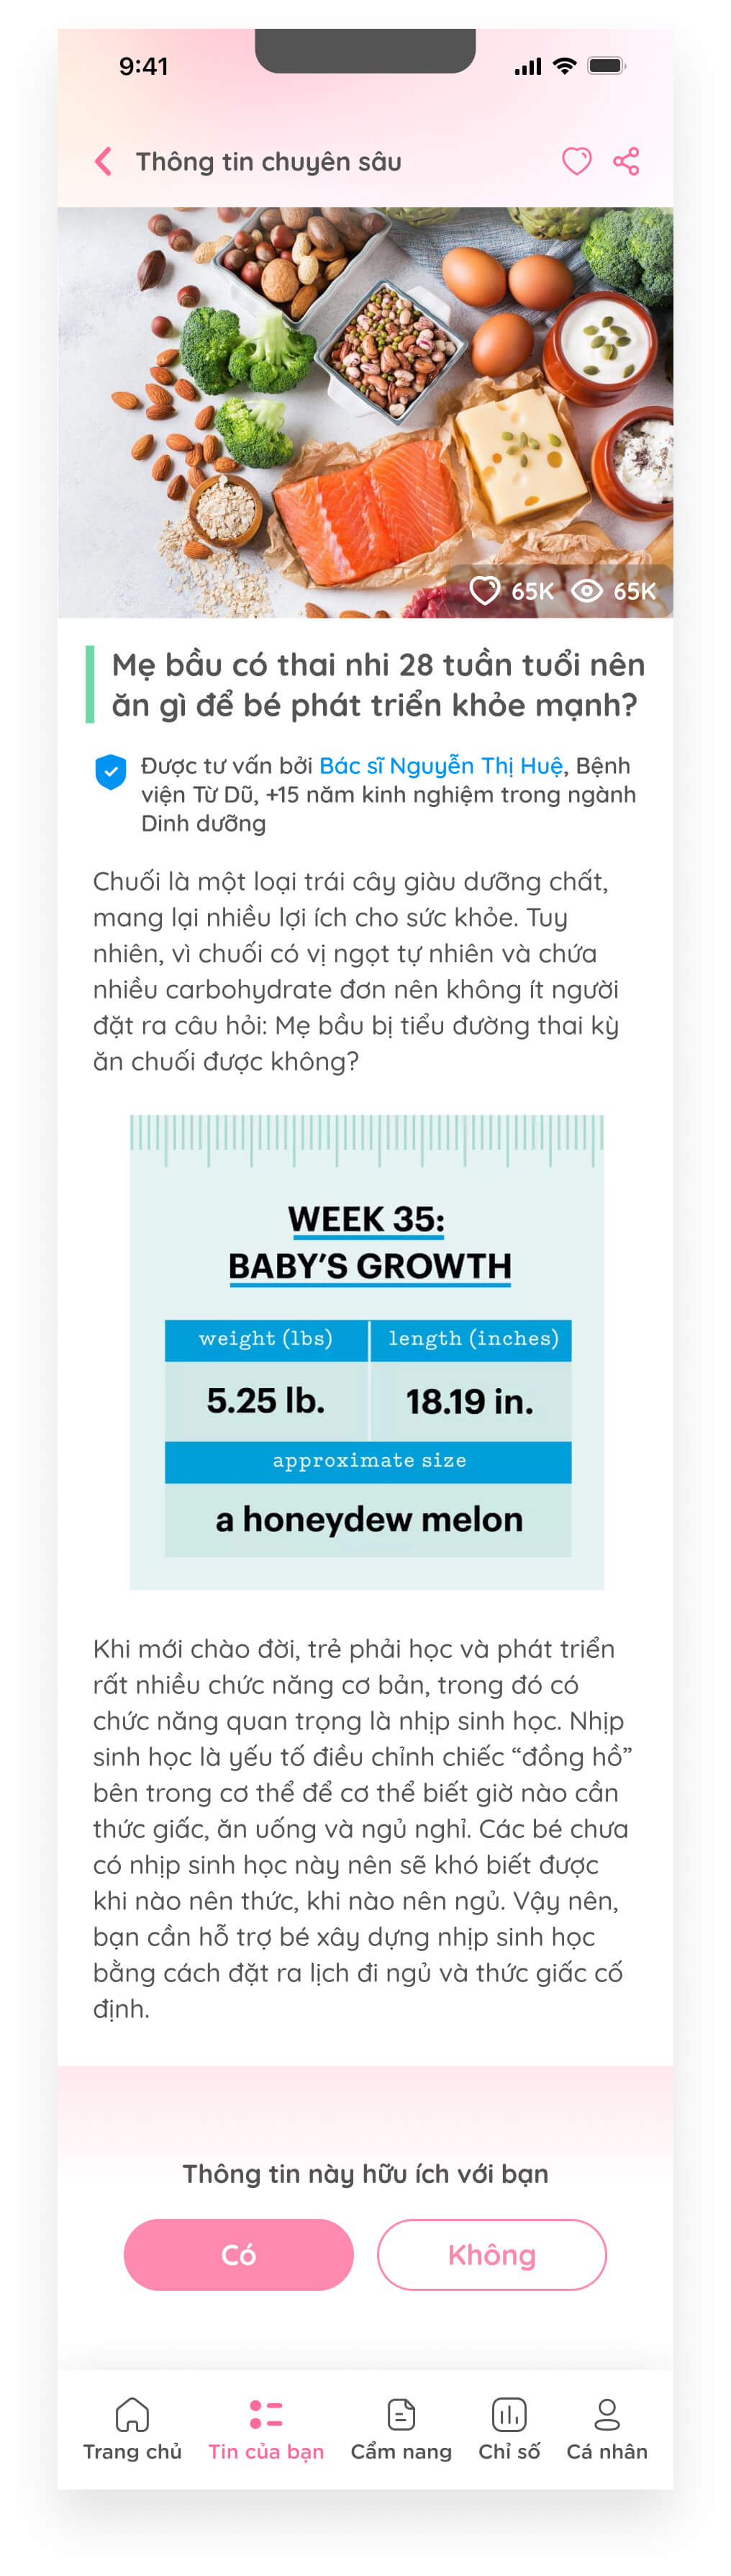 9:41
Thông tin chuyên sâu
65K 65K
Mẹ bầu có thai nhi 28 tuần tuổi nên
ăn gì để bé phát triển khỏe mạnh?
Được tư vấn bởi Bác sĩ Nguyễn Thị Huệ, Bệnh
viện Từ Dũ, +15 năm kinh nghiệm trong ngành
Dinh dưỡng
Chuối là một loại trái cây giàu dưỡng chất,
mang lại nhiều lợi ích cho sức khỏe. Tuy
nhiên, vì chuối có vị ngọt tự nhiên và chứa
nhiều carbohydrate đơn nên không ít người
đặt ra câu hỏi: Mẹ bầu bị tiểu đường thai kỳ
ăn chuối được không?
WEEK 35:
BABY'S GROWTH
weight (lbs) length (inches)
5.25 lb. 18.19 in.
approximate size
a honeydew melon
Khi mới chào đời, trẻ phải học và phát triển
rất nhiều chức năng cơ bản, trong đó có
chức năng quan trọng là nhịp sinh học. Nhịp
sinh học là yếu tố điều chỉnh chiếc “đồng hồ”
bên trong cơ thể để cơ thể biết giờ nào cần
thức giấc, ăn uống và ngủ nghỉ. Các bé chưa
có nhịp sinh học này nên sẽ khó biết được
khi nào nên thức, khi nào nên ngủ. Vậy nên,
bạn cần hỗ trợ bé xây dựng nhịp sinh học
bằng cách đặt ra lịch đi ngủ và thức giấc cố
định.
Thông tin này hữu ích với bạn
Có Không
Trang chủ Tin của bạn Cẩm nang Chỉ số Cá nhân